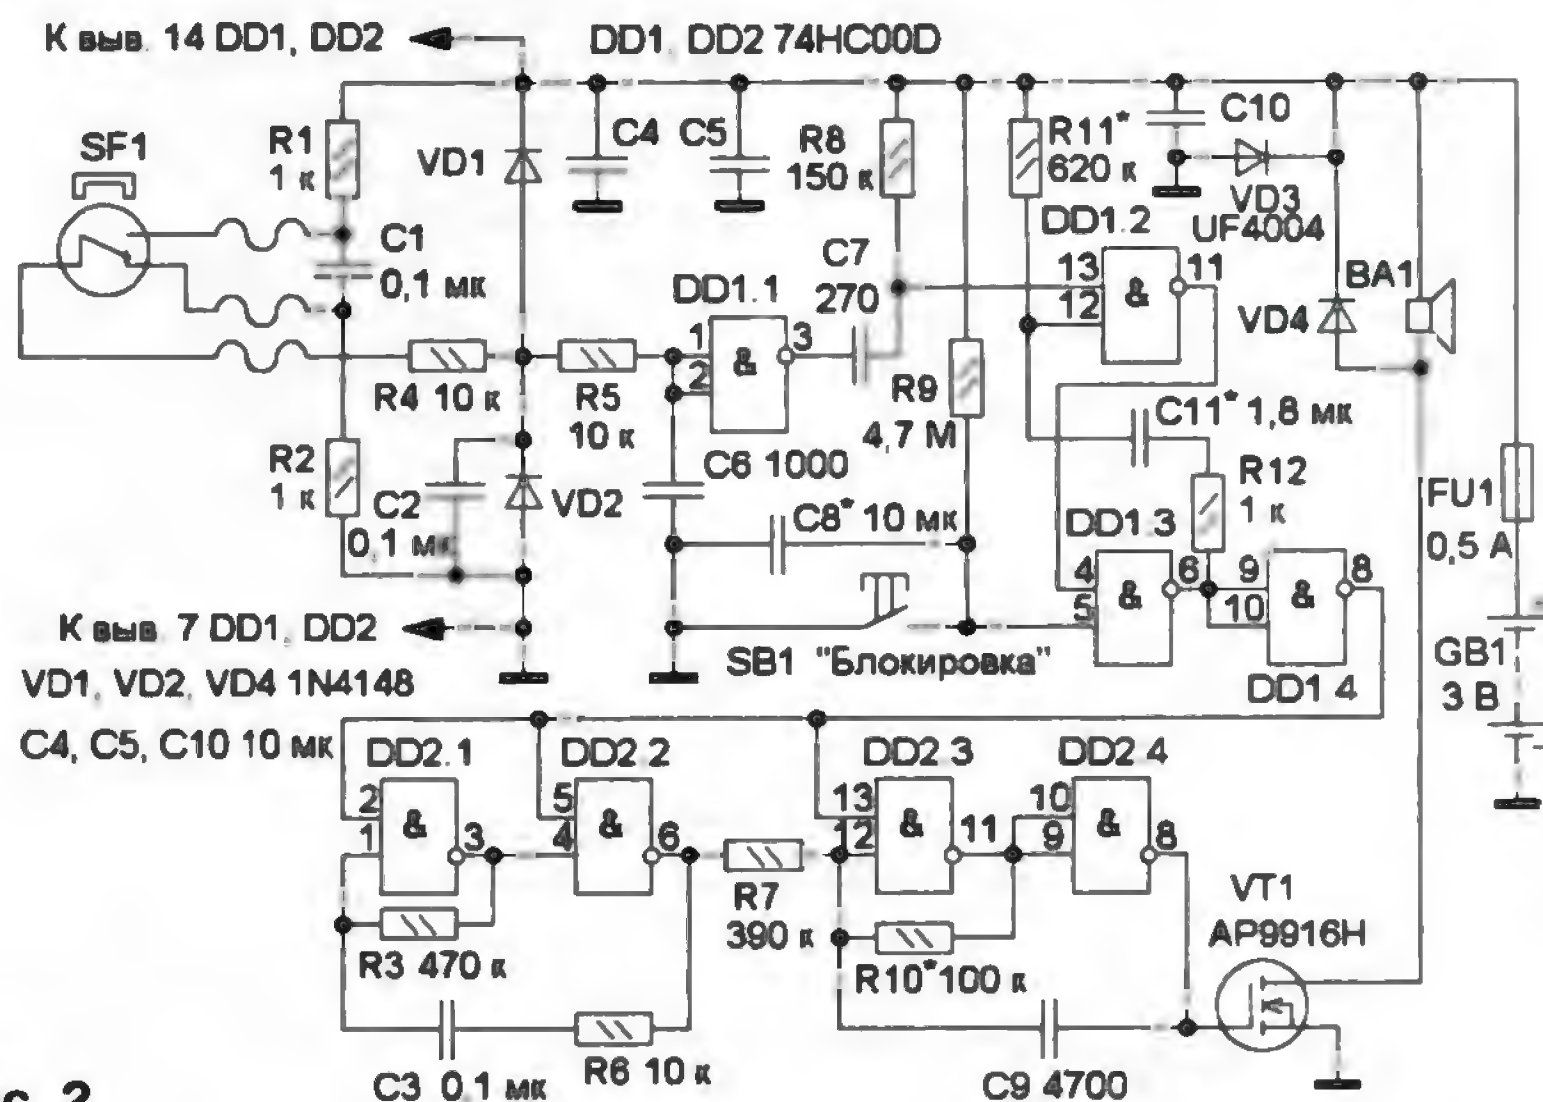 К выв. 14 DD1, DD2
DD1, DD2 74HC00D
SF1
R1
1 к
C1
0,1 мк
VD1
C4
C5
R8
150 к
R11*
620 к
C10
VD3
UF4004
DD1.2
13
12
&
11
BA1
VD4
C7
270
DD1.1
1
2
&
3
R4 10 к
R5
10 к
R9
4,7 М
C11* 1,8 мк
R2
1 к
C2
0,1 мк
VD2
C6 1000
C8* 10 мк
R12
1 к
FU1
0,5 А
DD1.3
4
5
&
6
9
10
&
8
DD1.4
SB1 "Блокировка"
GB1
3 В
К выв. 7 DD1, DD2
VD1, VD2, VD4 1N4148
C4, C5, C10 10 мк
DD2.1
2
1
&
3
DD2.2
5
4
&
6
DD2.3
13
12
&
11
DD2.4
10
9
&
8
R3 470 к
R7
390 к
R10* 100 к
VT1
AP9916H
C3 0,1 мк
R6 10 к
C9 4700
с. 2